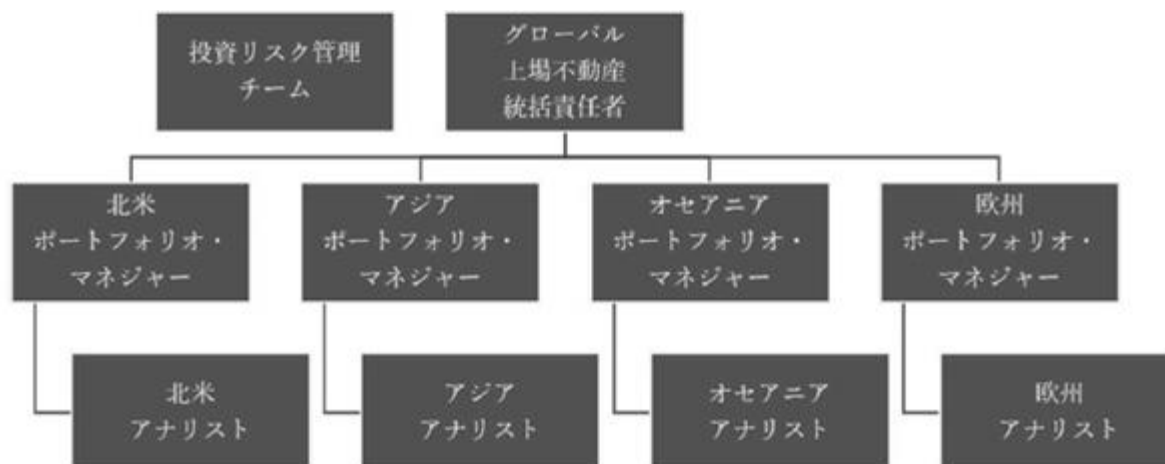 投資リスク管理
チーム
グローバル
上場不動産
統括責任者
北米
ポートフォリオ・
マネジャー
アジア
ポートフォリオ・
マネジャー
オセアニア
ポートフォリオ・
マネジャー
欧州
ポートフォリオ・
マネジャー
北米
アナリスト
アジア
アナリスト
オセアニア
アナリスト
欧州
アナリスト